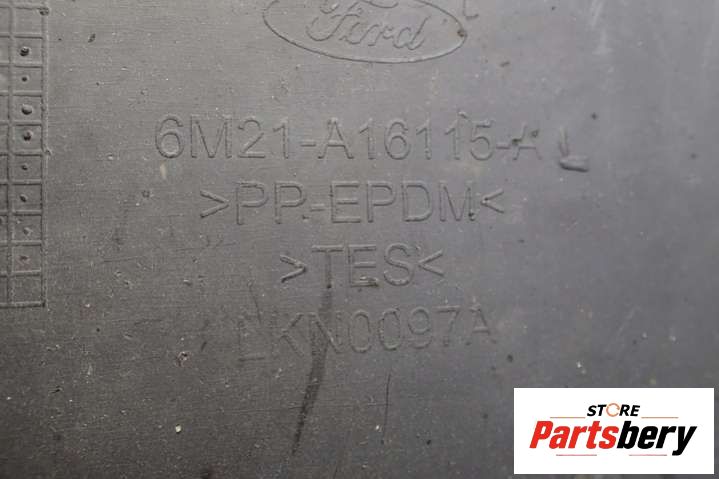 Ford
6M21-A16115-A
>PP-EPDM<
>TES<
LKN0097A
STORE
Partsbery